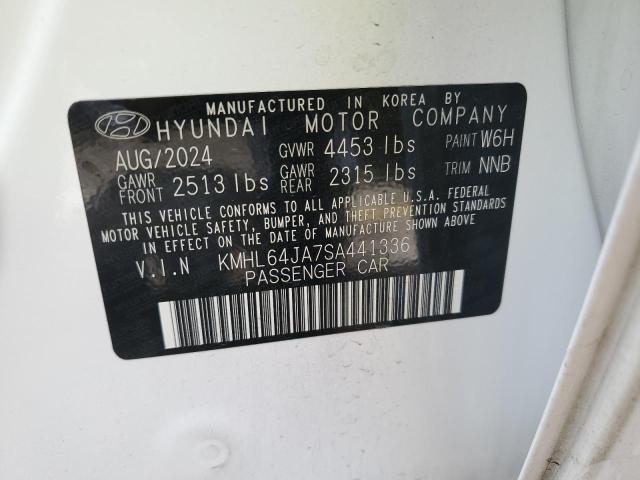 MANUFACTURED IN KOREA BY
HYUNDAI MOTOR COMPANY
AUG/2024 GVWR 4453 lbs PAINT W6H
GAWR FRONT 2513 lbs GAWR REAR 2315 lbs TRIM NNB
THIS VEHICLE CONFORMS TO ALL APPLICABLE U.S.A. FEDERAL
MOTOR VEHICLE SAFETY, BUMPER, AND THEFT PREVENTION STANDARDS
IN EFFECT ON THE DATE OF MANUFACTURE SHOWN ABOVE.
V.I.N KMHL64JA7SA441336
PASSENGER CAR